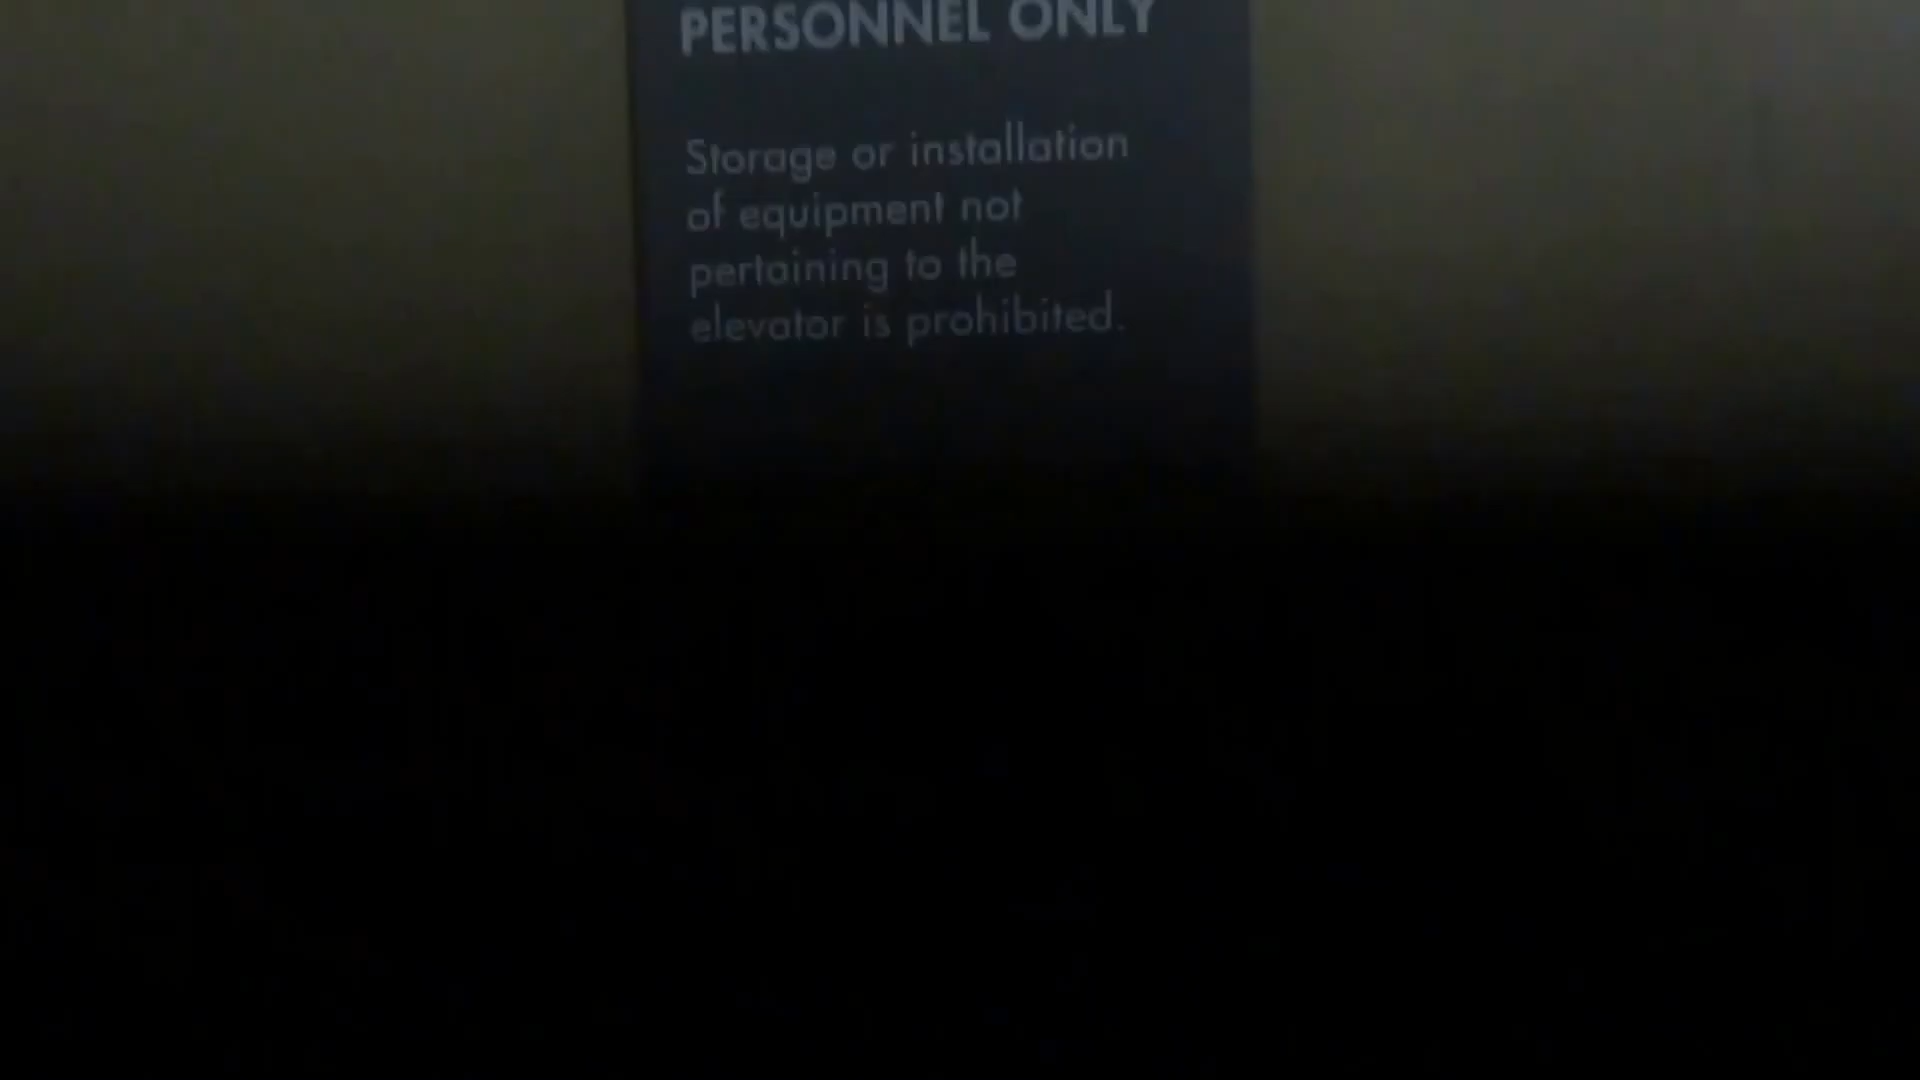 PERSONNEL ONLY
Storage or installation
of equipment not
pertaining to the
elevator is prohibited.